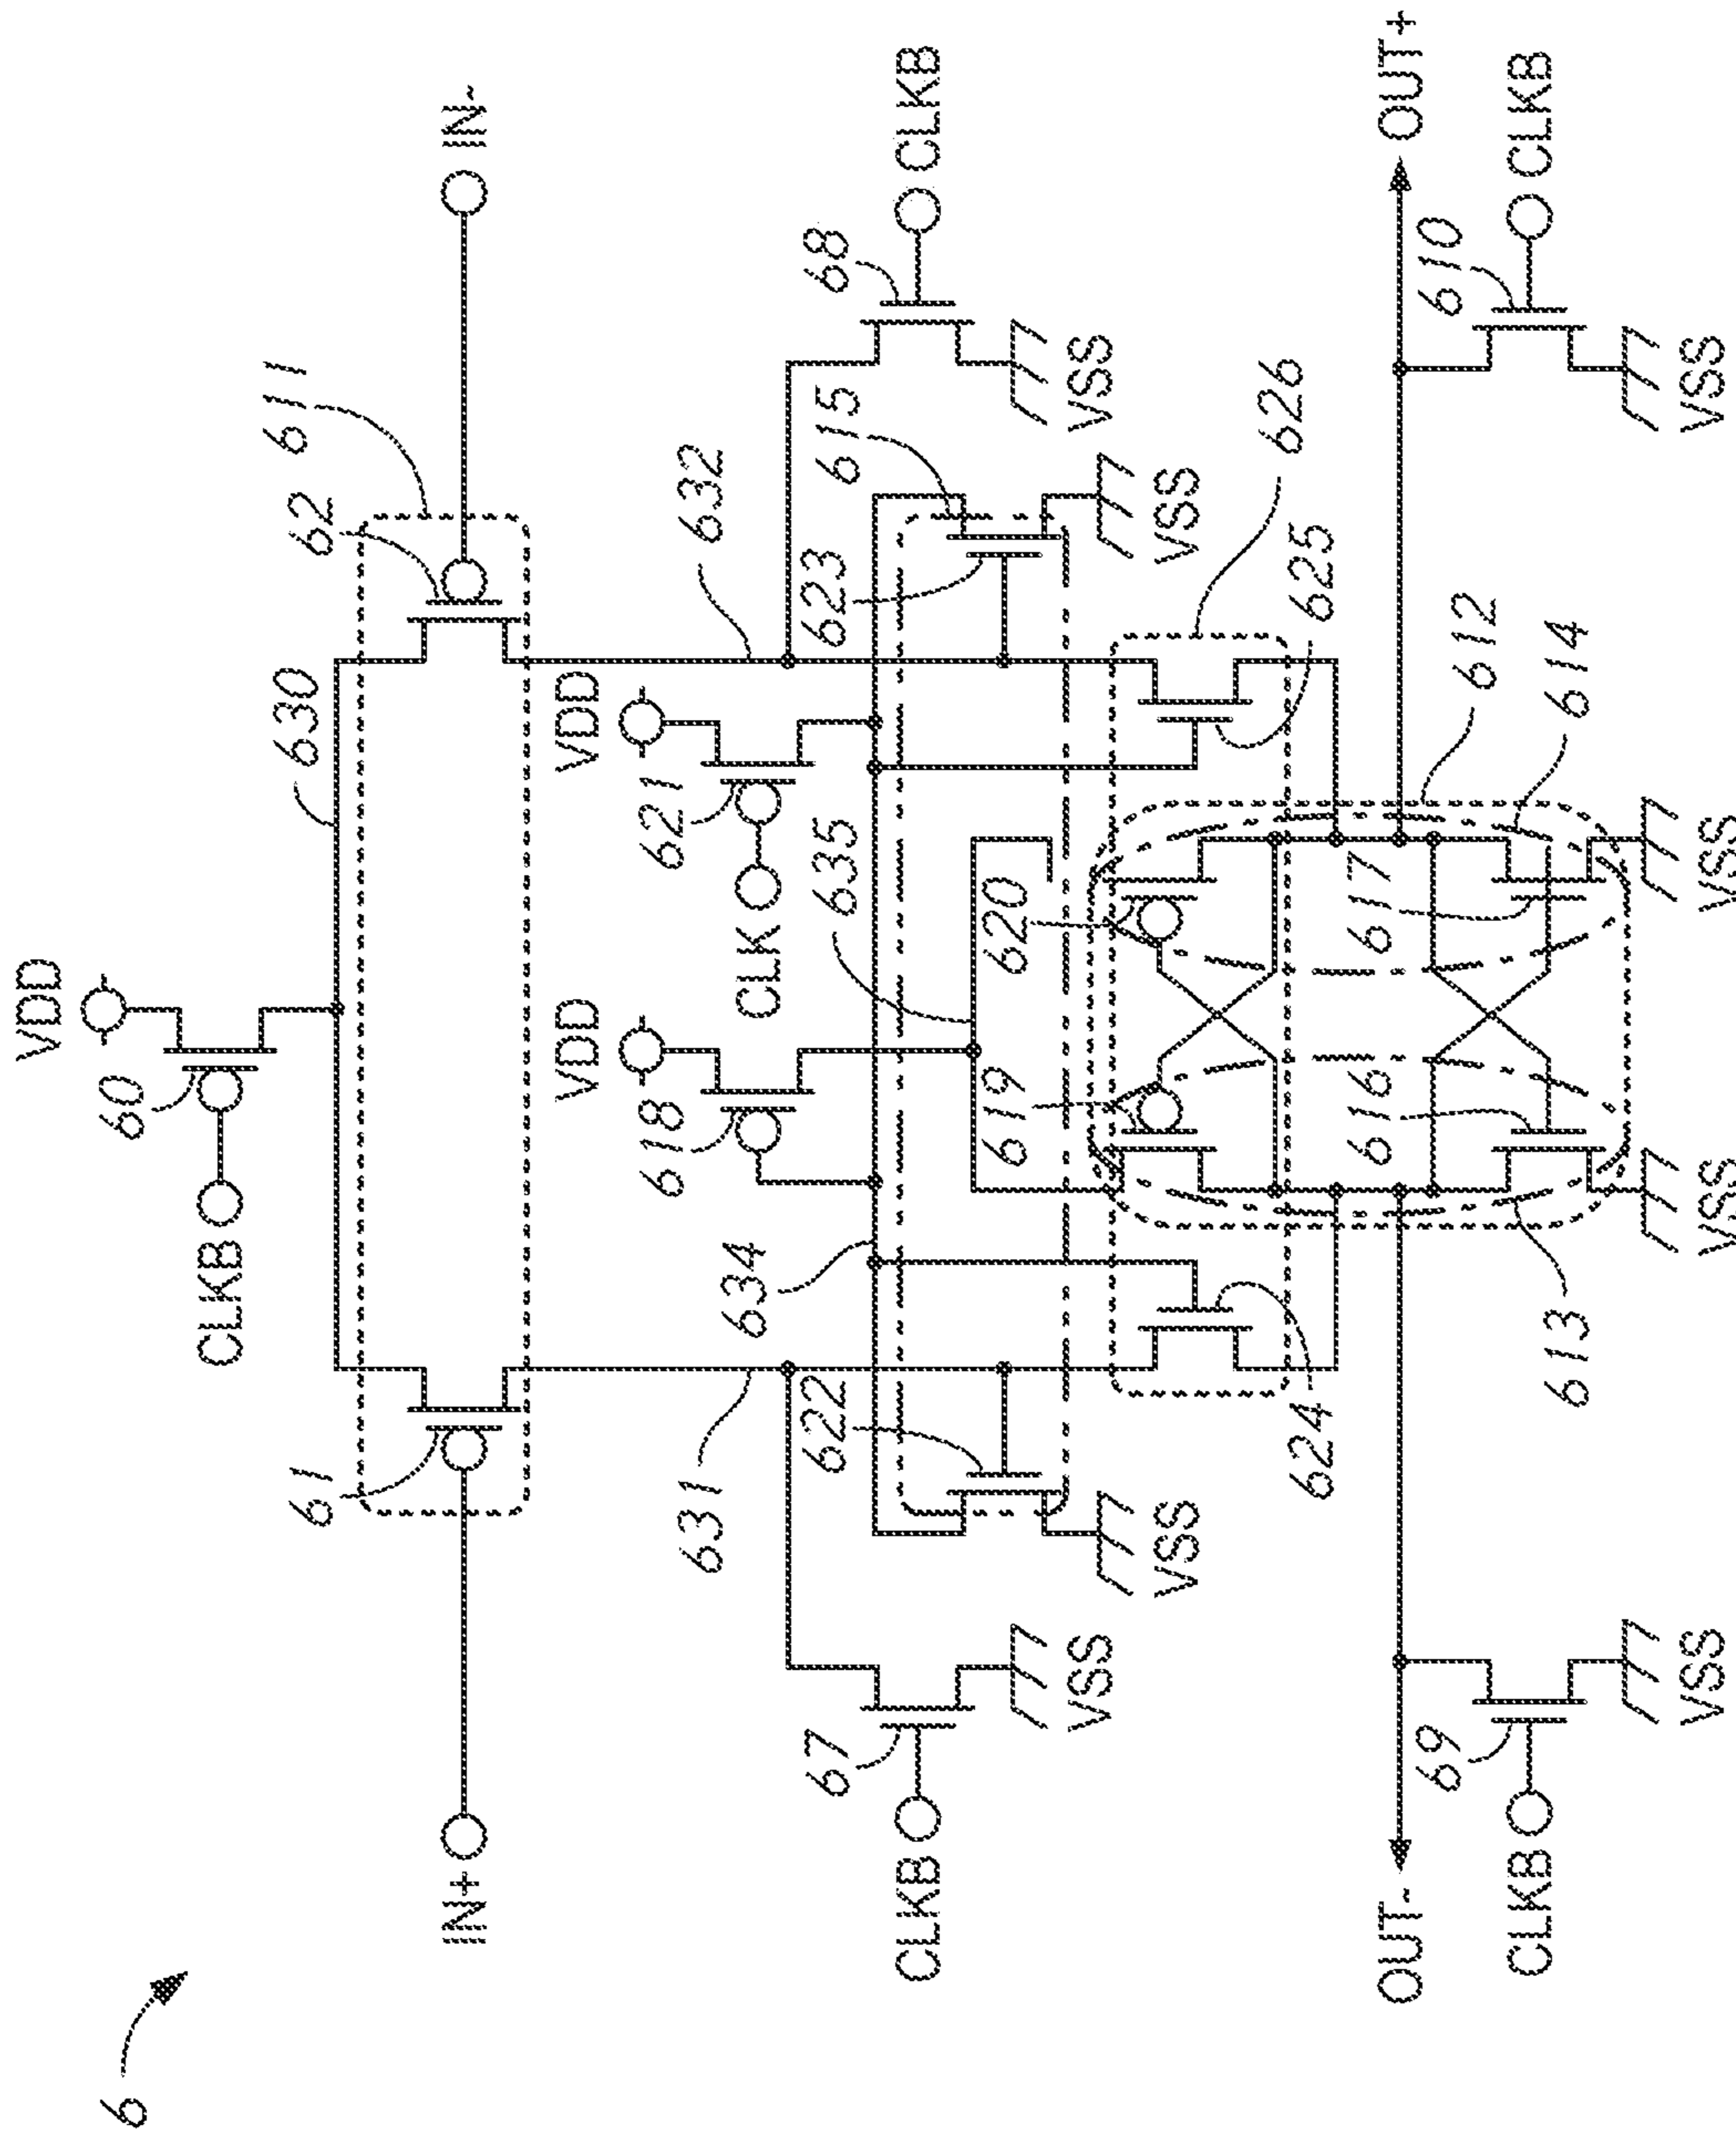 6
VDD
60
CLKB
630
611
61
62
IN+
IN-
631
632
VDD
VDD
618
621
CLK
634
635
67
68
CLKB
CLKB
VSS
VSS
622
623
615
VSS
VSS
619
620
624
625
626
616
617
612
613
614
OUT-
OUT+
69
610
CLKB
CLKB
VSS
VSS
VSS
VSS